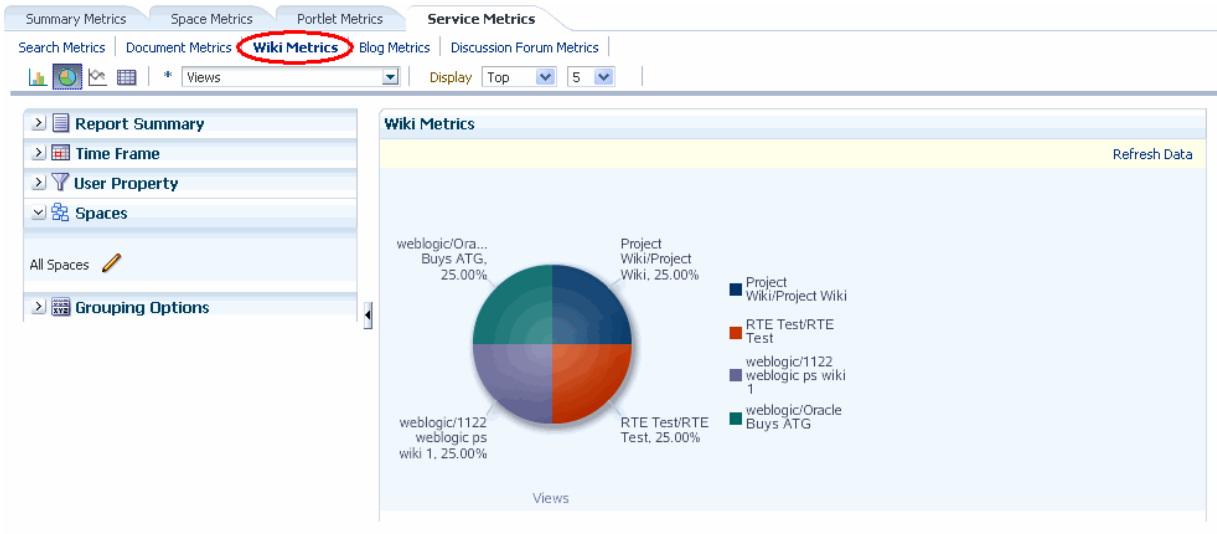 Summary Metrics Space Metrics Portlet Metrics Service Metrics
Search Metrics Document Metrics Wiki Metrics Blog Metrics Discussion Forum Metrics
* Views Display Top 5
Report Summary
Time Frame
User Property
Spaces
All Spaces
Grouping Options
Wiki Metrics
Refresh Data
weblogic/Ora...
Buys ATG,
25.00%
Project
Wiki/Project
Wiki, 25.00%
weblogic/1122
weblogic ps
wiki 1, 25.00%
RTE Test/RTE
Test, 25.00%
Views
Project
Wiki/Project Wiki
RTE Test/RTE
Test
weblogic/1122
weblogic ps wiki
1
weblogic/Oracle
Buys ATG